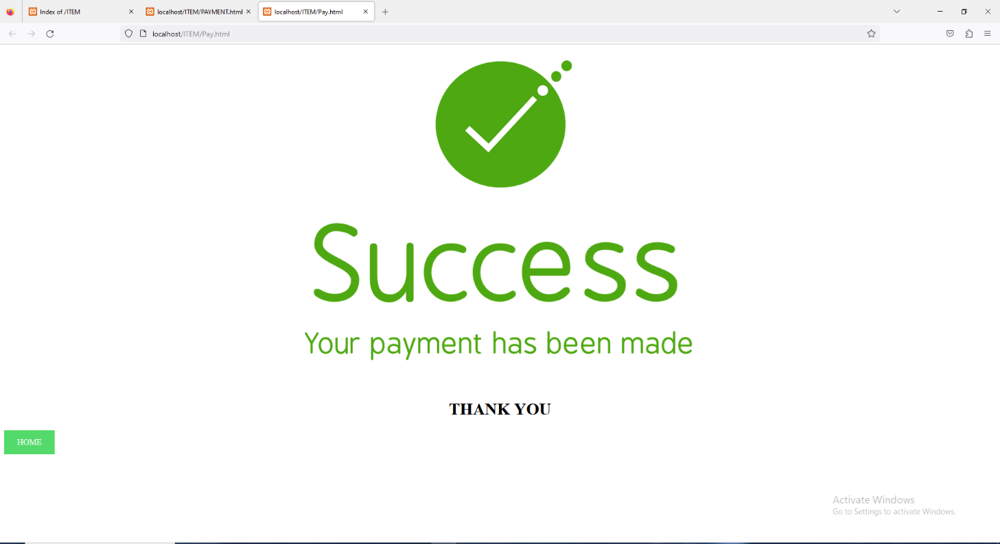 Index of /ITEM
localhost/ITEM/PAYMENT.html
localhost/ITEM/Pay.html
localhost/ITEM/Pay.html
Success
Your payment has been made
THANK YOU
HOME
Activate Windows
Go to Settings to activate Windows.